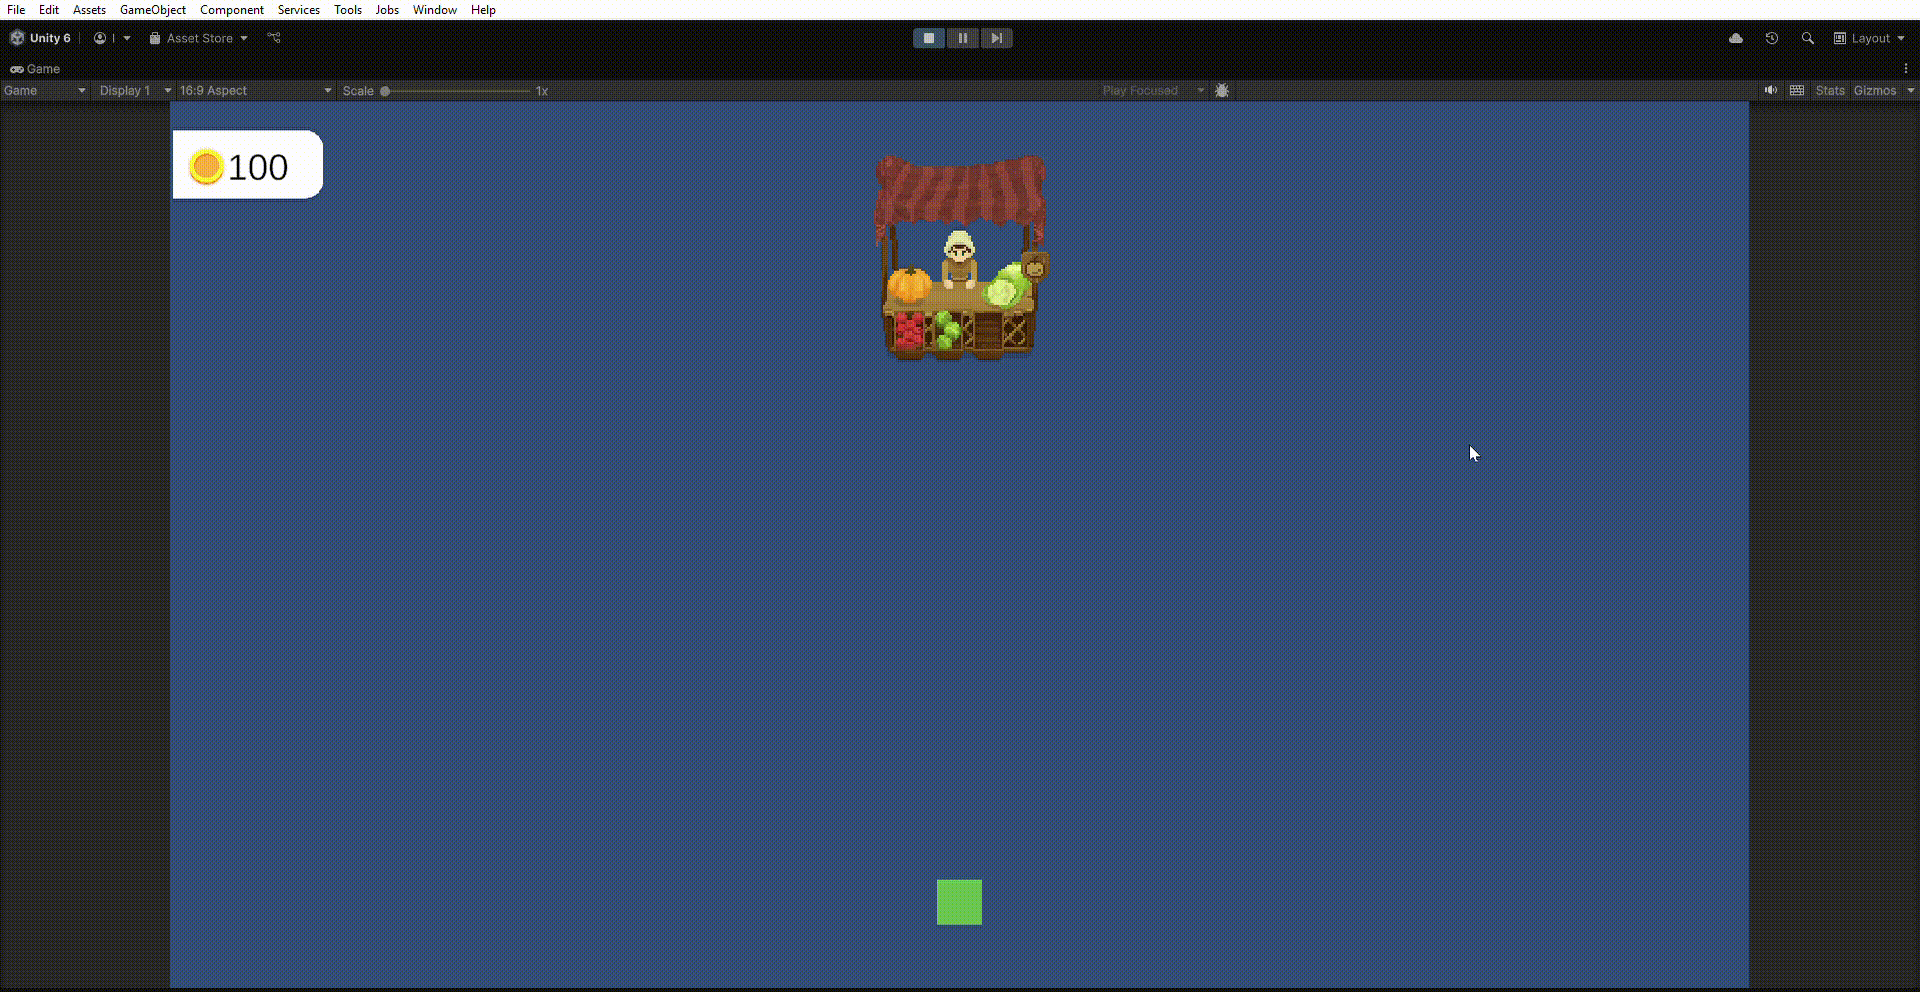 File Edit Assets GameObject Component Services Tools Jobs Window Help
Unity 6 I Asset Store Layout
Game
Game Display 1 16:9 Aspect Scale 1x Play Focused Stats Gizmos
100